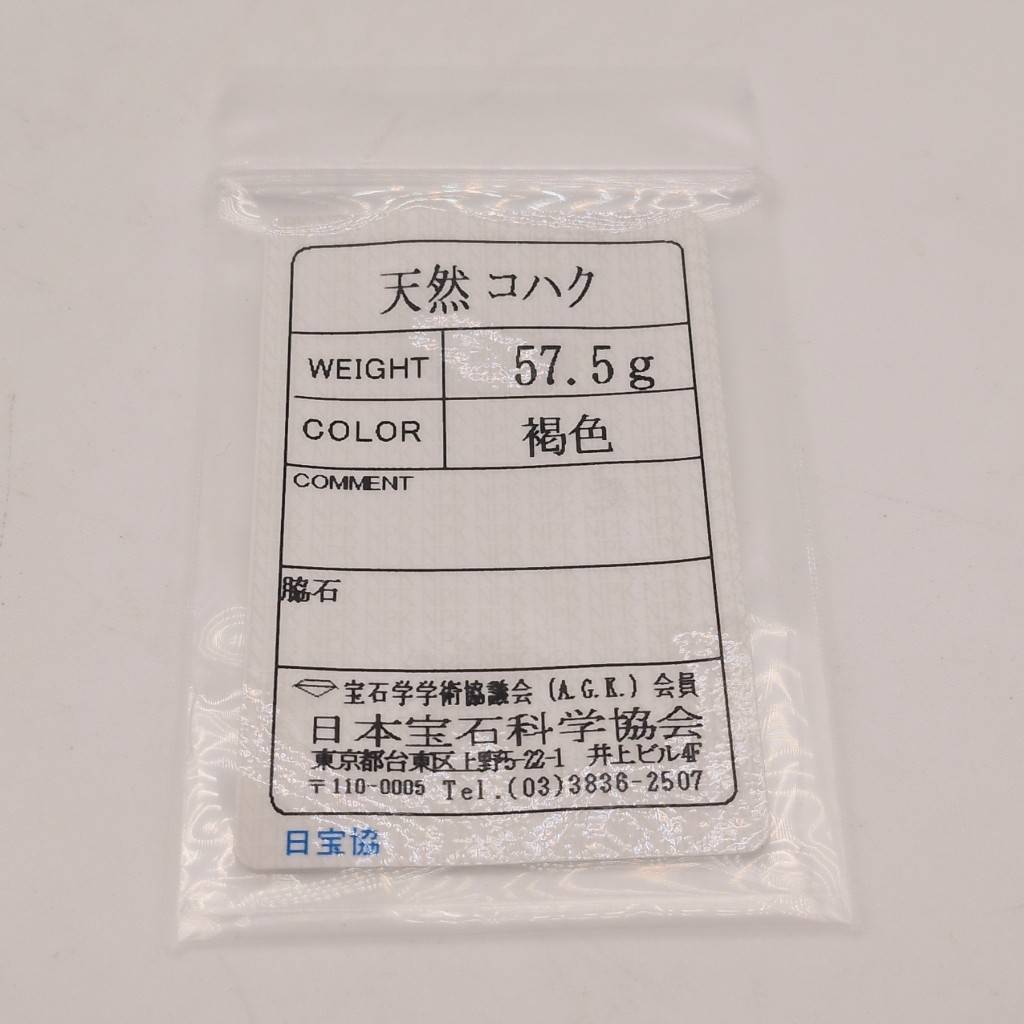 天然 コハク
WEIGHT 57.5g
COLOR 褐色
COMMENT
脇石
宝石学学術協議会 (A.G.K.) 会員
日本宝石科学協会
東京都台東区上野5-22-1 井上ビル4F
〒110-0005 Tel.(03)3836-2507
日宝協